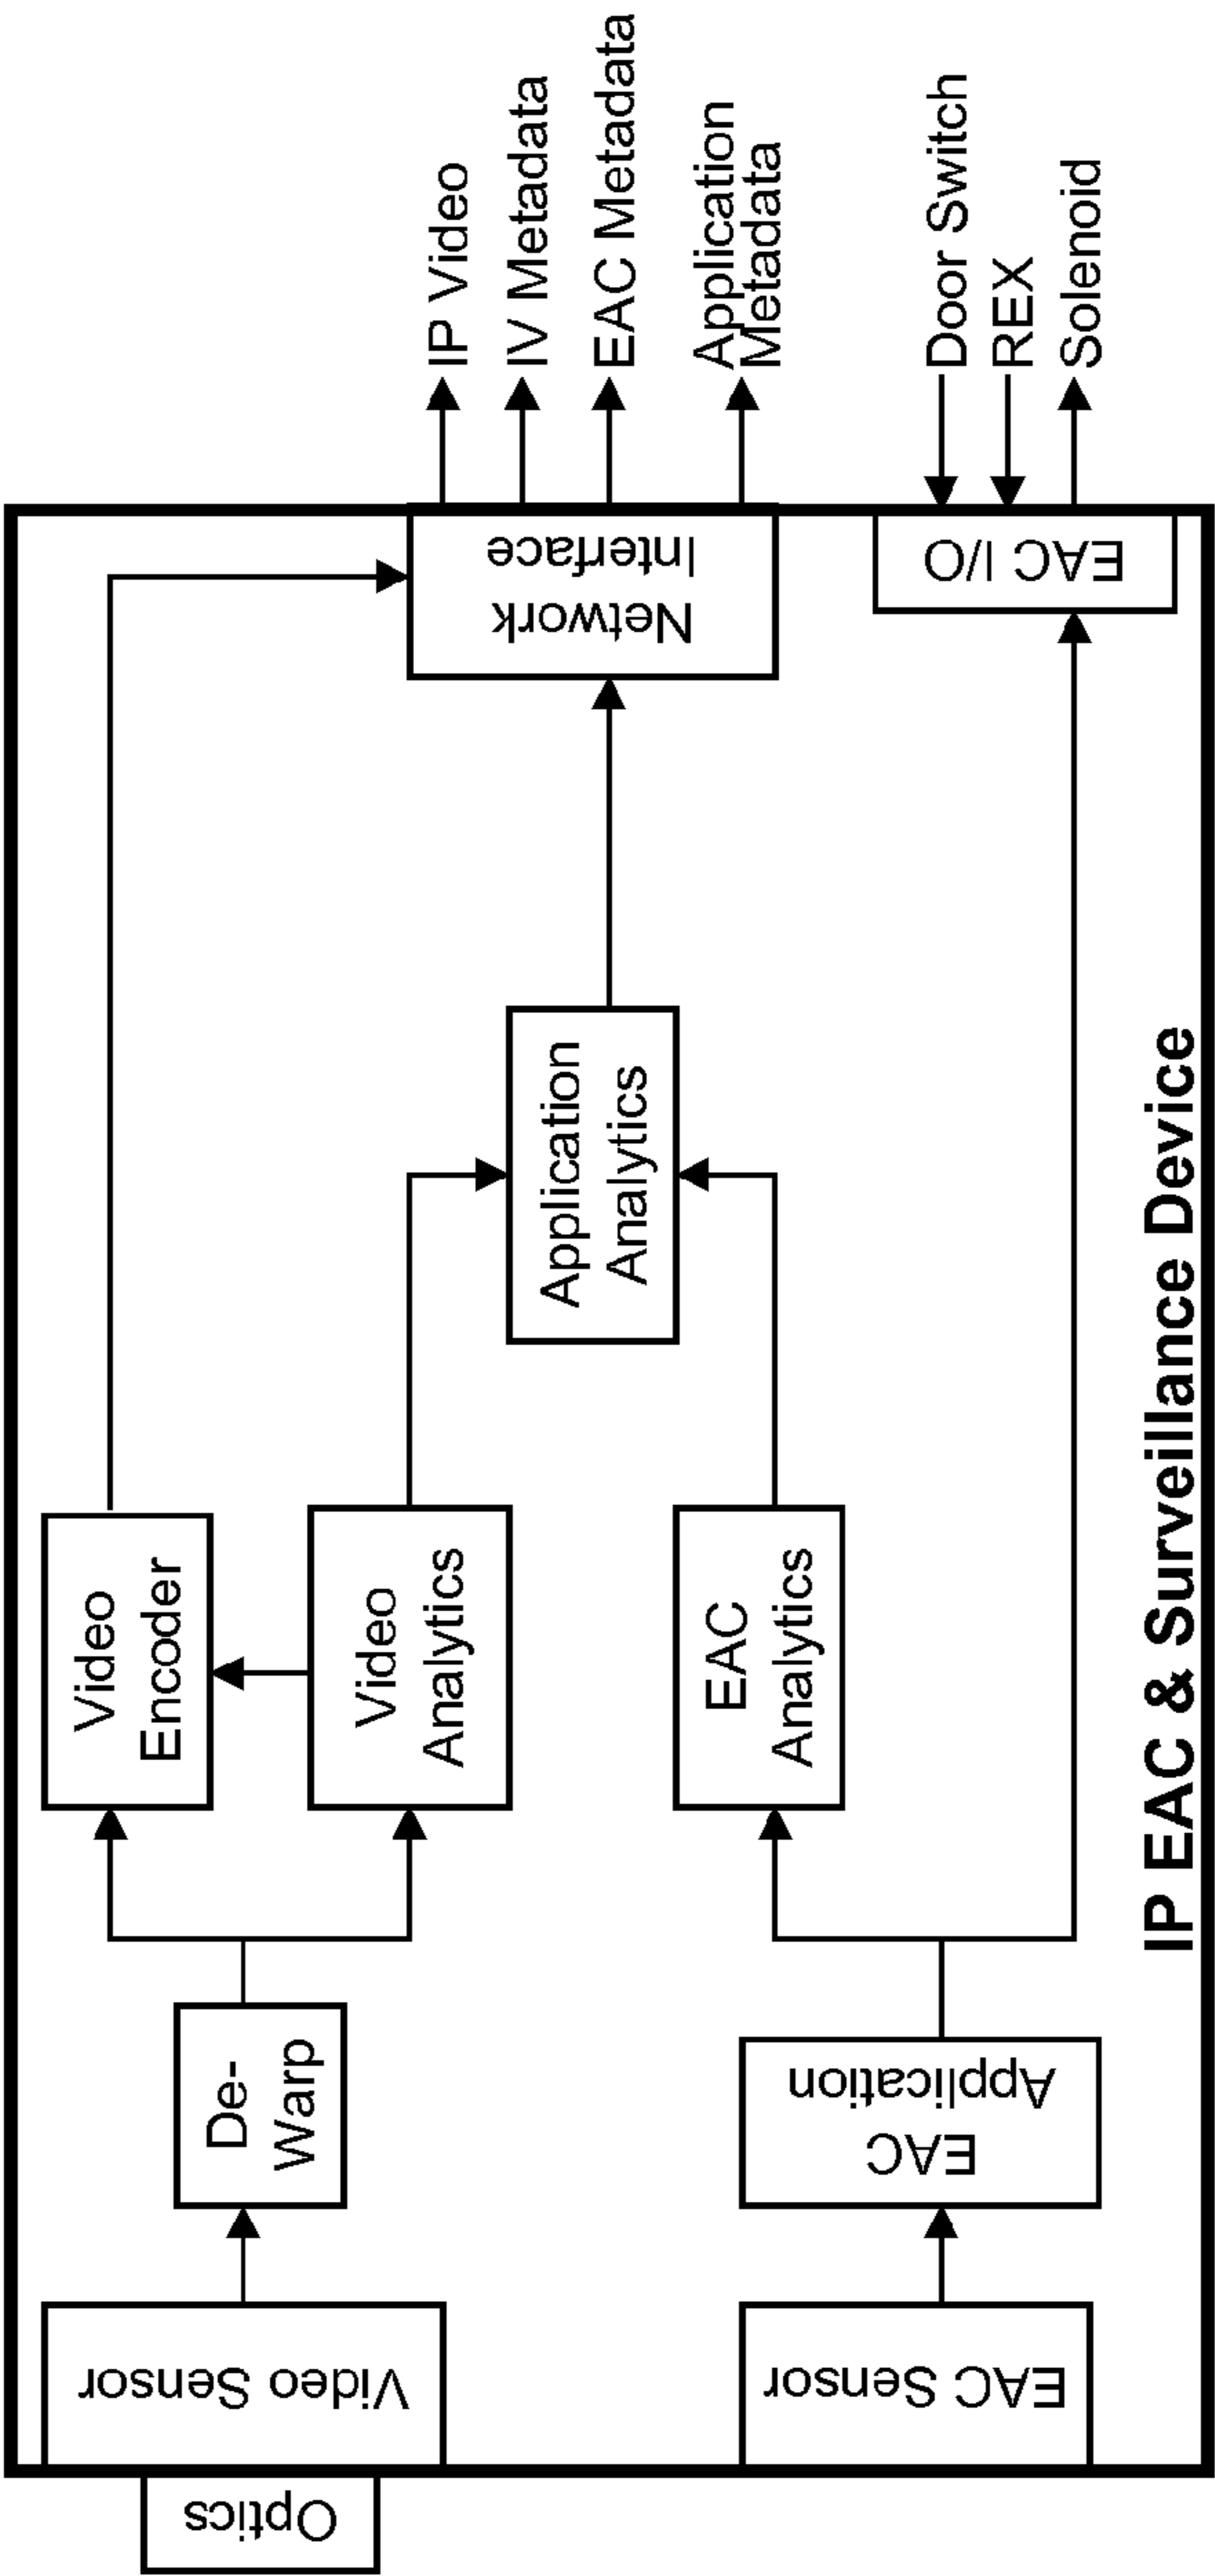 Optics
Video Sensor
De-
Warp
Video
Encoder
Video
Analytics
EAC Sensor
EAC
Application
EAC
Analytics
Application
Analytics
Network
Interface
EAC I/O
IP Video
IV Metadata
EAC Metadata
Application
Metadata
Door Switch
REX
Solenoid
IP EAC & Surveillance Device